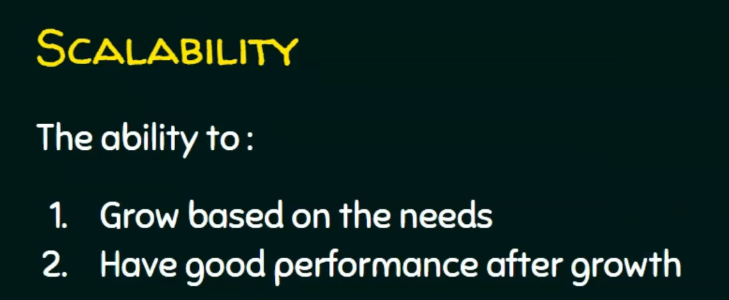 SCALABILITY
The ability to :
1. Grow based on the needs
2. Have good performance after growth